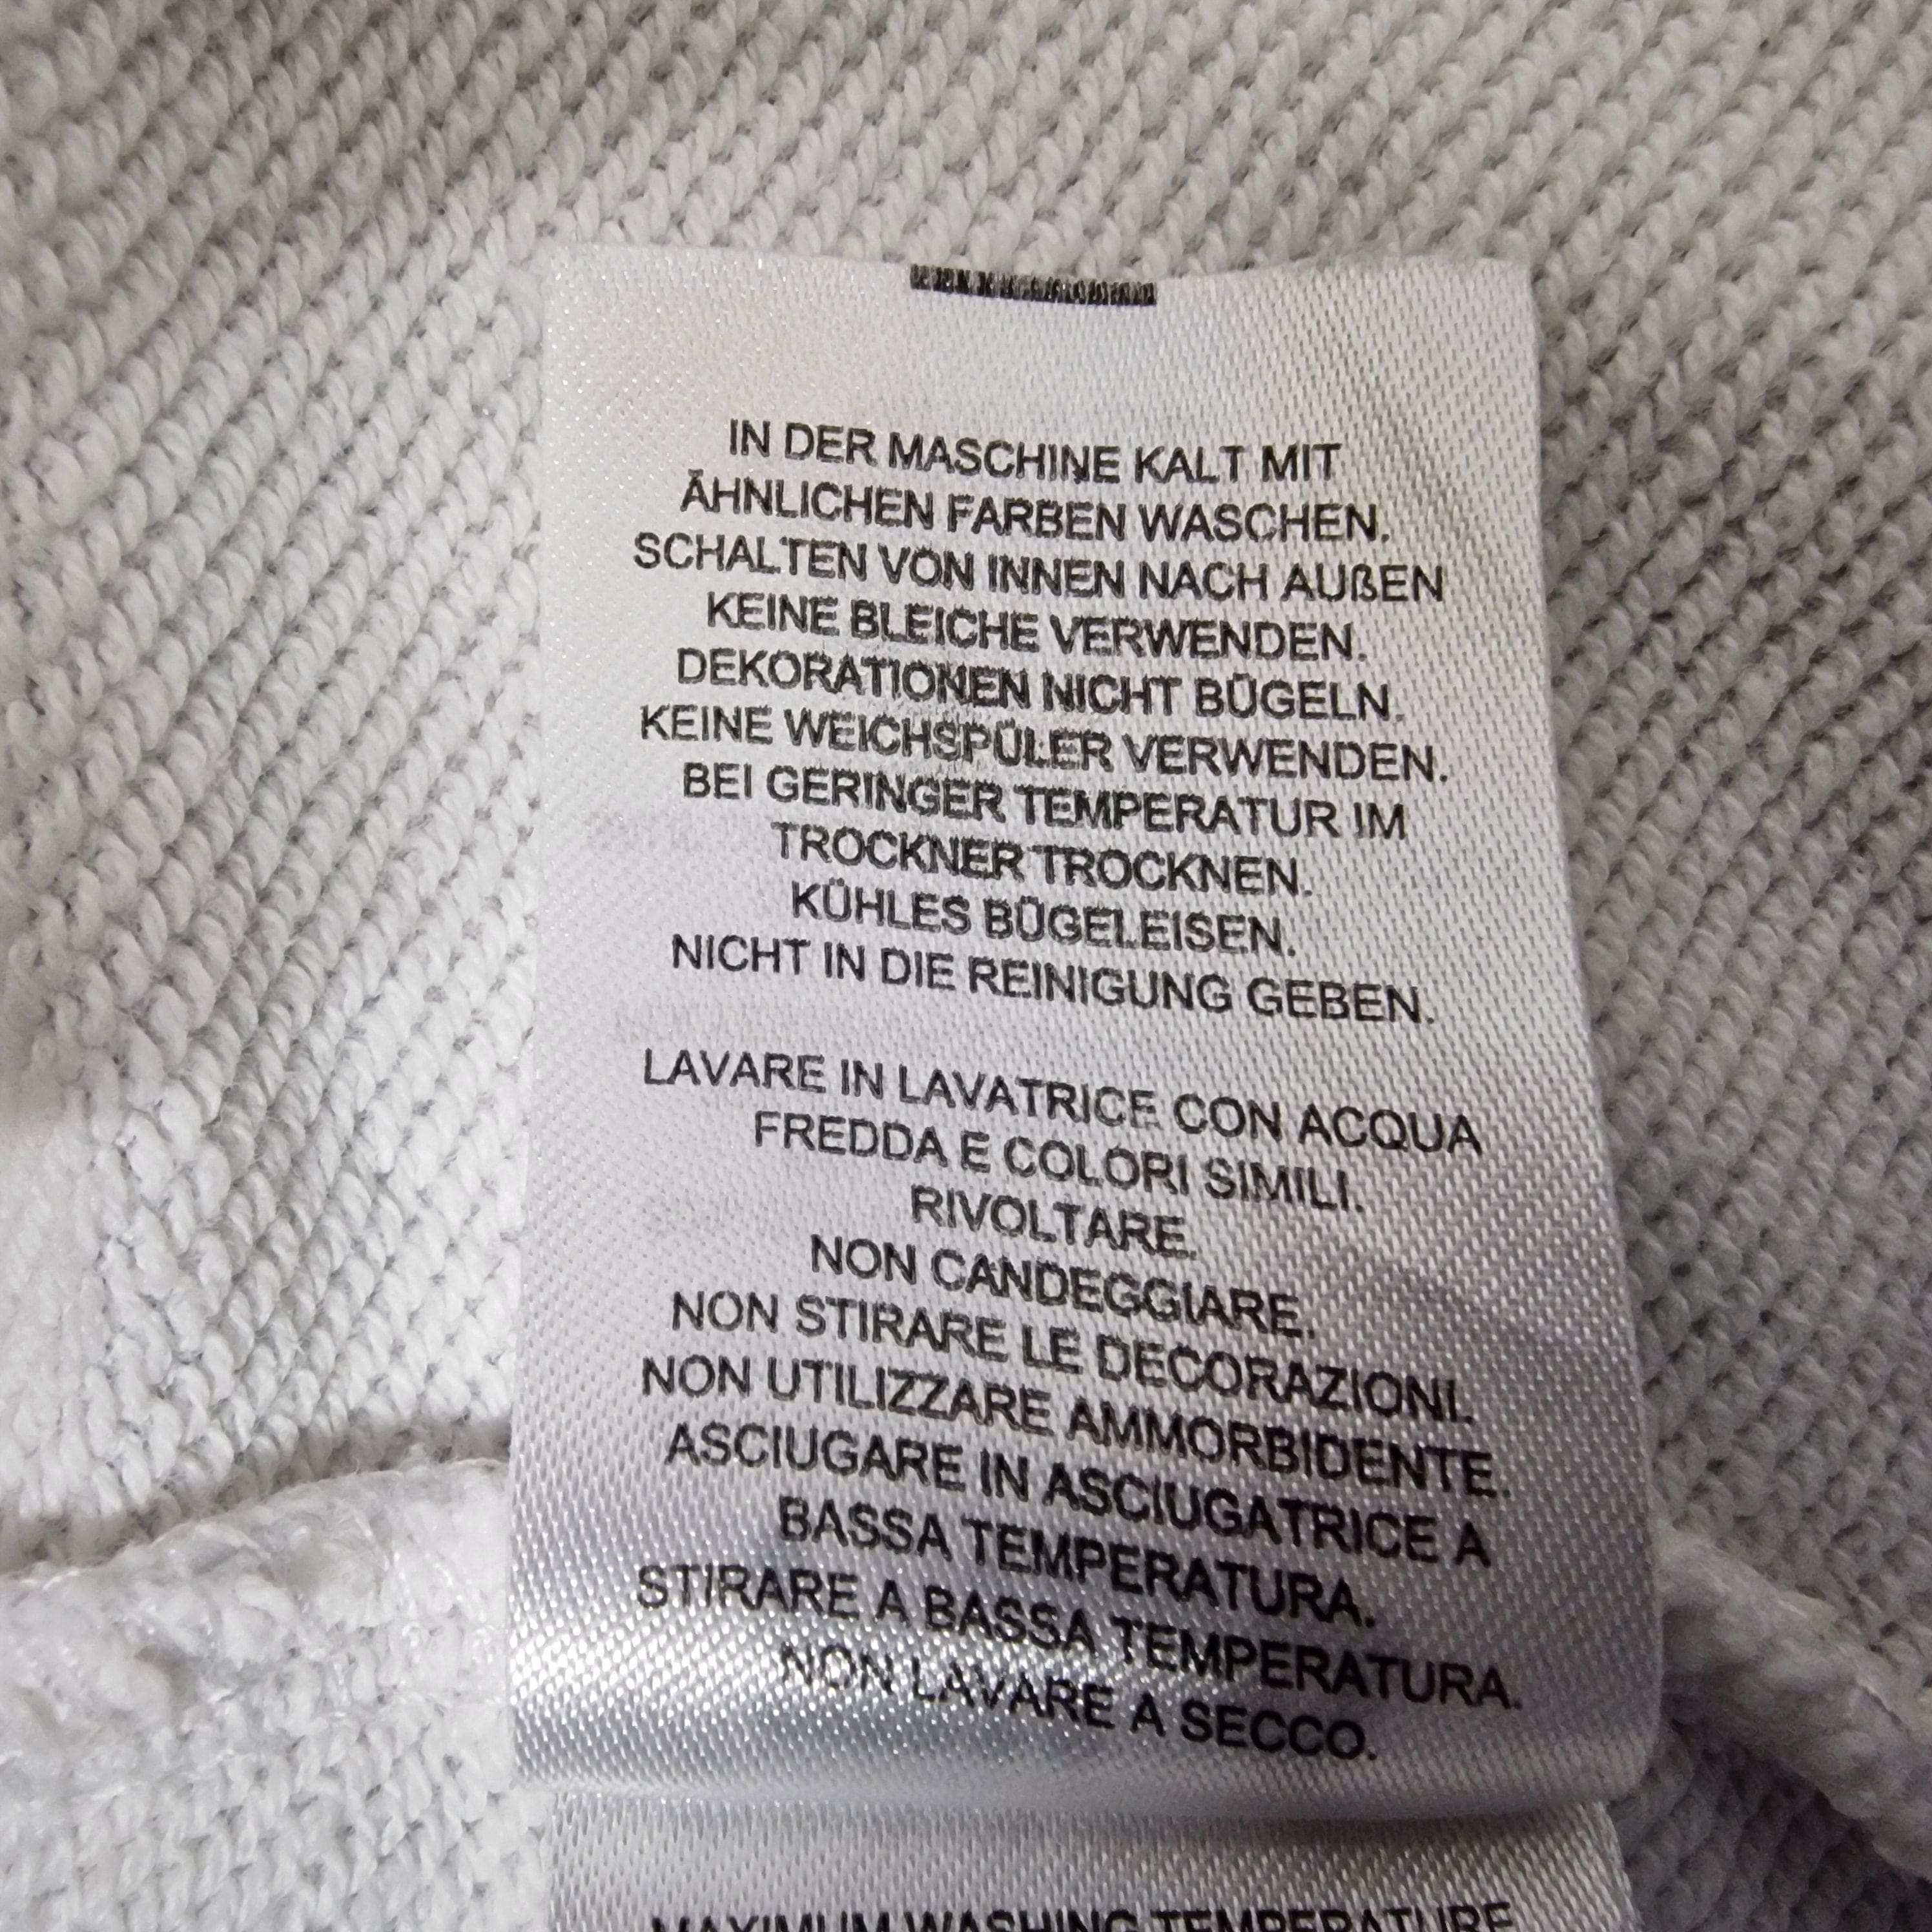 IN DER MASCHINE KALT MIT
ÄHNLICHEN FARBEN WASCHEN.
SCHALTEN VON INNEN NACH AUßEN
KEINE BLEICHE VERWENDEN.
DEKORATIONEN NICHT BÜGELN.
KEINE WEICHSPÜLER VERWENDEN.
BEI GERINGER TEMPERATUR IM
TROCKNER TROCKNEN.
KÜHLES BÜGELEISEN.
NICHT IN DIE REINIGUNG GEBEN.
LAVARE IN LAVATRICE CON ACQUA
FREDDA E COLORI SIMILI.
RIVOLTARE.
NON CANDEGGIARE.
NON STIRARE LE DECORAZIONI.
NON UTILIZZARE AMMORBIDENTE.
ASCIUGARE IN ASCIUGATRICE A
BASSA TEMPERATURA.
STIRARE A BASSA TEMPERATURA.
NON LAVARE A SECCO.
MAXIMUM WASHING TEMPERATURE